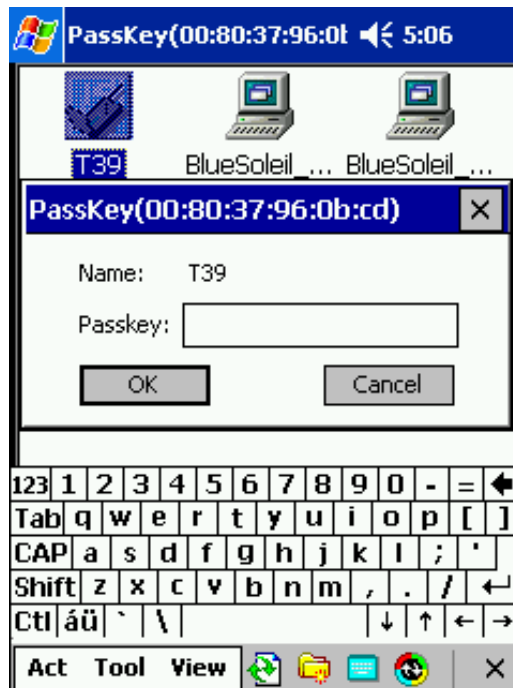 PassKey(00:80:37:96:0b 5:06
T39 BlueSoleil_... BlueSoleil_...
PassKey(00:80:37:96:0b:cd)
Name: T39
Passkey:
OK Cancel
123 1 2 3 4 5 6 7 8 9 0 - =
Tab q w e r t y u i o p [ ]
CAP a s d f g h j k l ; '
Shift z x c v b n m , . /
Ctl áü ` \ ↓ ↑ ← →
Act Tool View